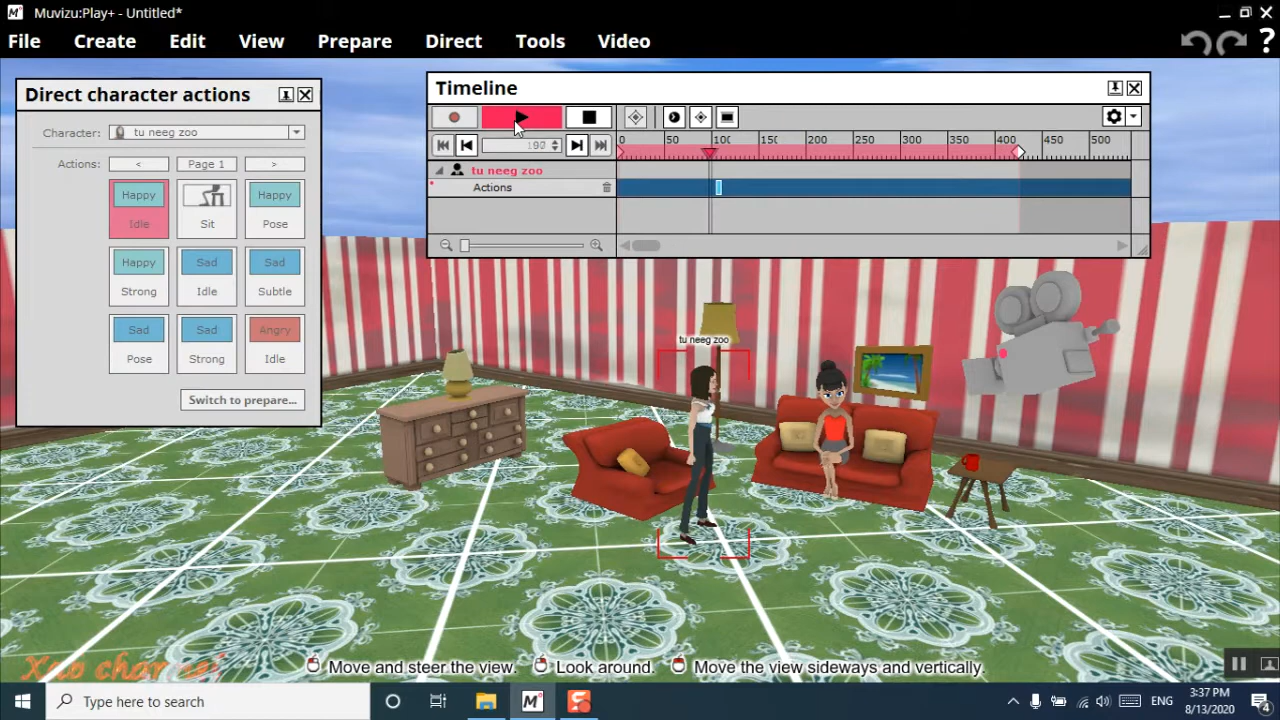 Muvizu:Play+ - Untitled*
File Create Edit View Prepare Direct Tools Video ?
Timeline
Direct character actions
Character: tu neeg zoo
Actions: < Page 1 >
Happy Idle
Sit
Happy Pose
Happy Strong
Sad Idle
Sad Subtle
Sad Pose
Sad Strong
Angry Idle
Switch to prepare...
0 50 100 150 200 250 300 350 400 450 500
tu neeg zoo
Actions
tu neeg zoo
Move and steer the view. Look around. Move the view sideways and vertically.
Type here to search
ENG
3:37 PM
8/13/2020
4